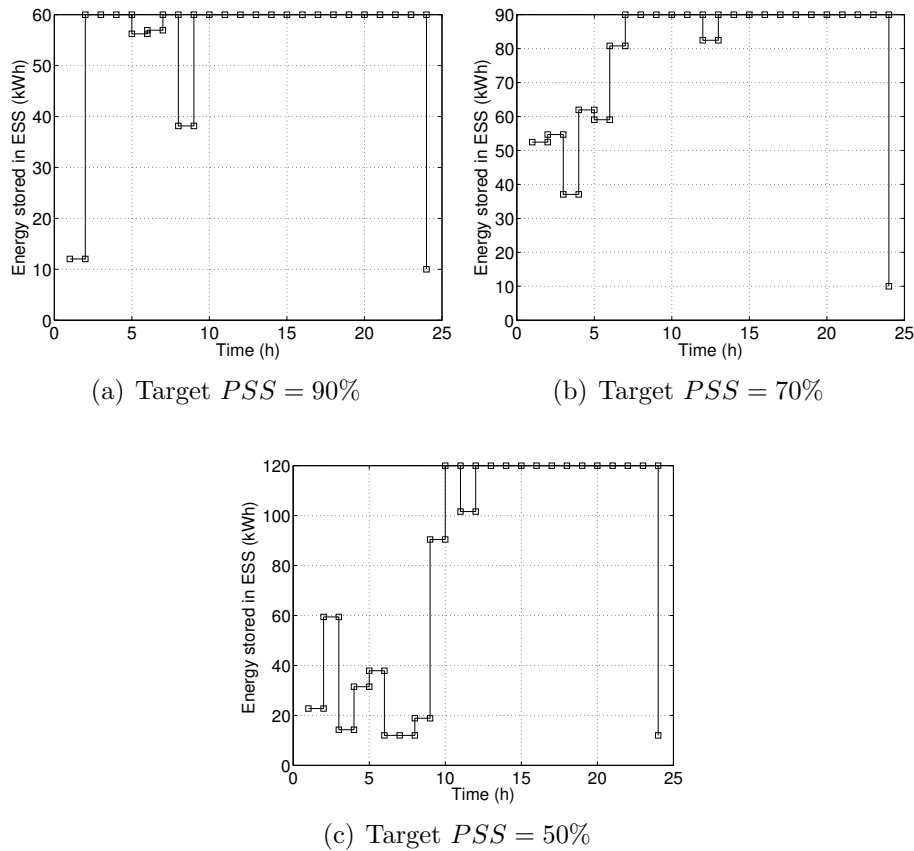 60
50
40
30
20
10
0
Energy stored in ESS (kWh)
0 5 10 15 20 25
Time (h)
(a) Target PSS = 90%
90
80
70
60
50
40
30
20
10
0
Energy stored in ESS (kWh)
0 5 10 15 20 25
Time (h)
(b) Target PSS = 70%
120
100
80
60
40
20
0
Energy stored in ESS (kWh)
0 5 10 15 20 25
Time (h)
(c) Target PSS = 50%